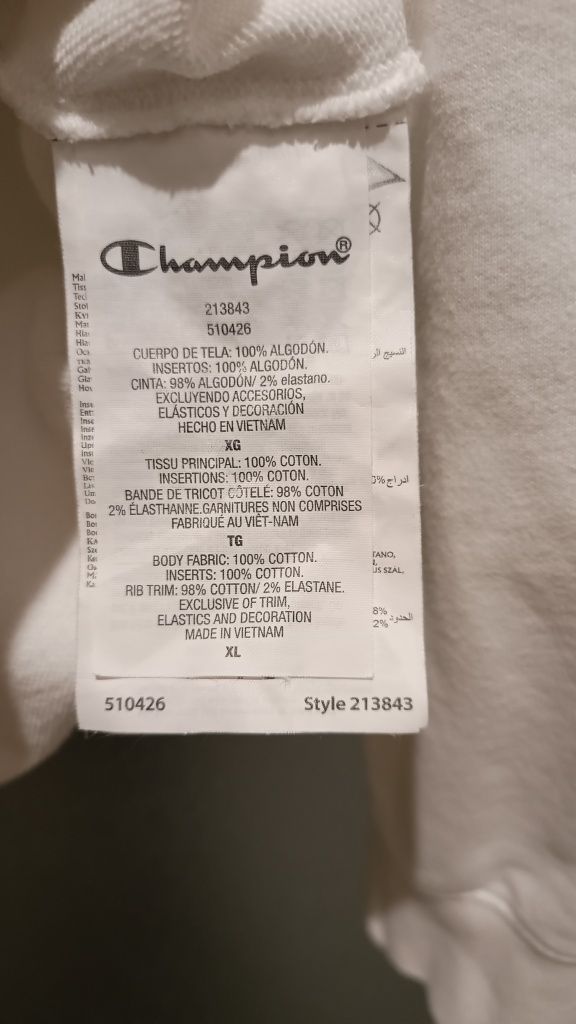 Champion®
213843
510426
CUERPO DE TELA: 100% ALGODÓN.
INSERTOS: 100% ALGODÓN.
CINTA: 98% ALGODÓN/ 2% elastano.
EXCLUYENDO ACCESORIOS,
ELÁSTICOS Y DECORACIÓN
HECHO EN VIETNAM
XG
TISSU PRINCIPAL: 100% COTON.
INSERTIONS: 100% COTON.
BANDE DE TRICOT CÔTELÉ: 98% COTON
2% ÉLASTHANNE.GARNITURES NON COMPRISES
FABRIQUÉ AU VIÊT-NAM
TG
BODY FABRIC: 100% COTTON.
INSERTS: 100% COTTON.
RIB TRIM: 98% COTTON/ 2% ELASTANE.
EXCLUSIVE OF TRIM,
ELASTICS AND DECORATION
MADE IN VIETNAM
XL
510426 Style 213843